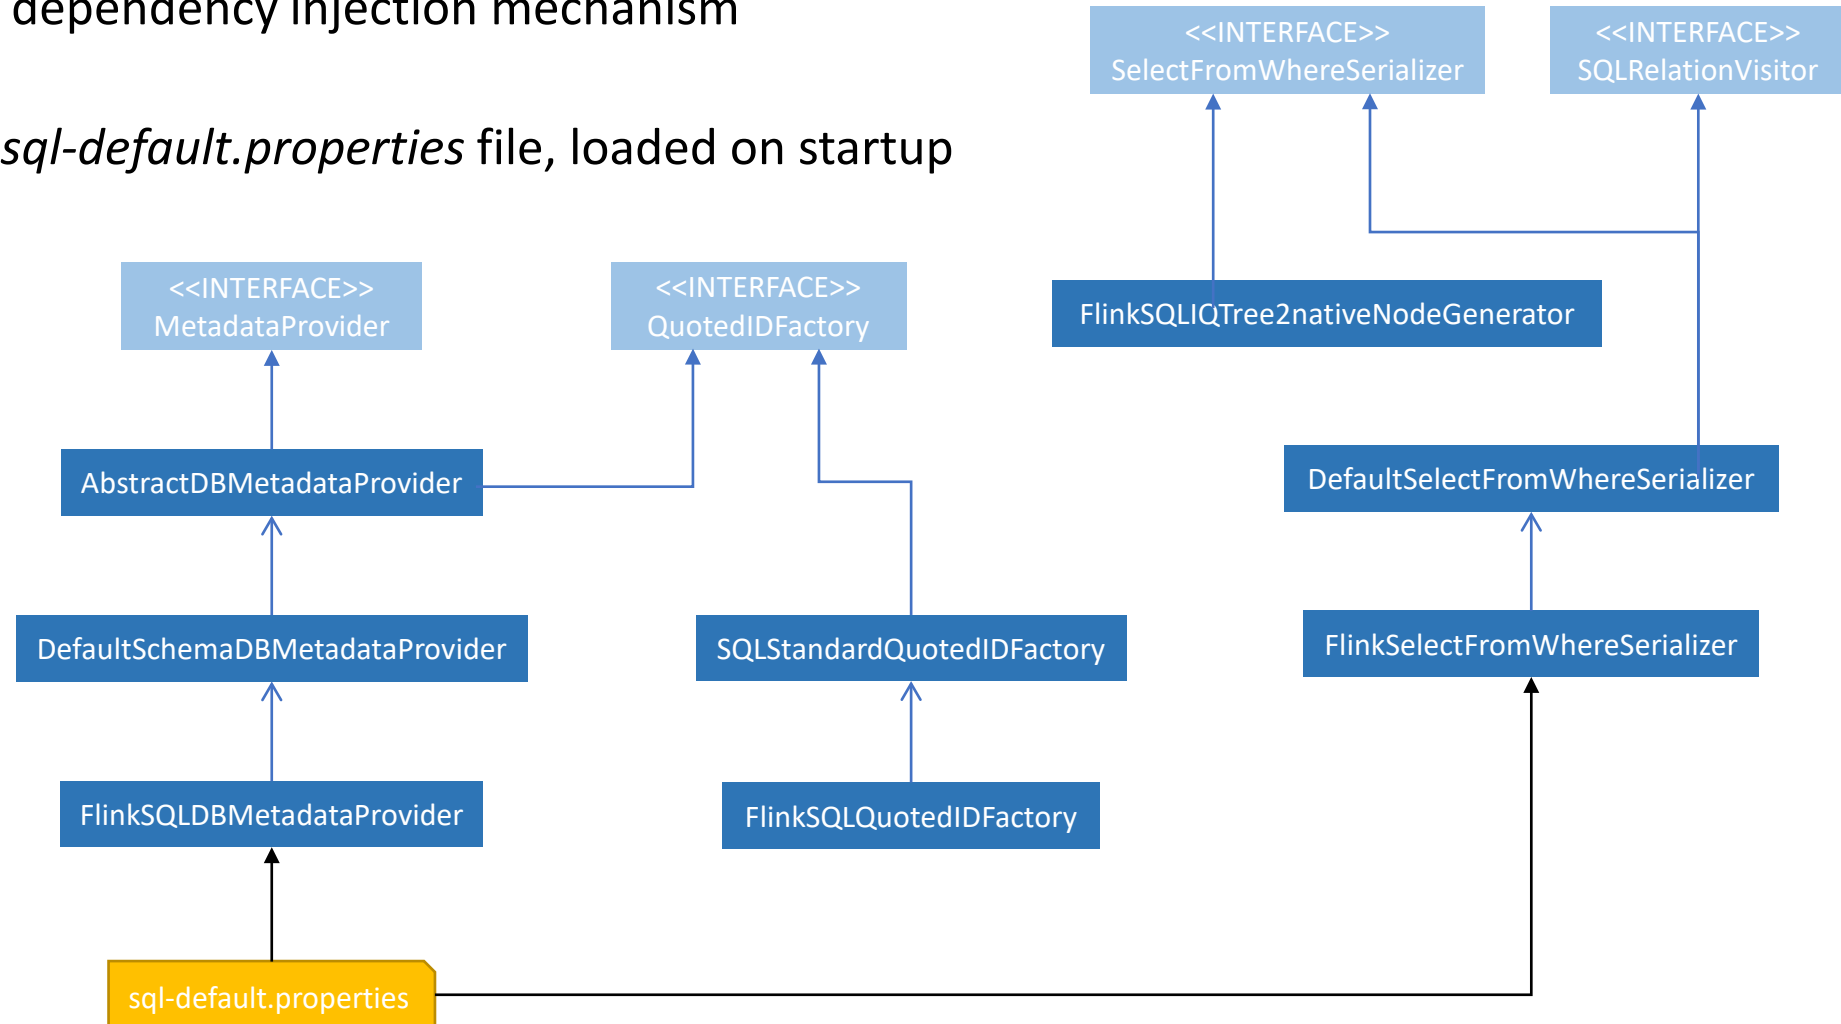 dependency injection mechanism
sql-default.properties file, loaded on startup
<<INTERFACE>>
SelectFromWhereSerializer
<<INTERFACE>>
SQLRelationVisitor
<<INTERFACE>>
MetadataProvider
<<INTERFACE>>
QuotedIDFactory
FlinkSQLIQTree2nativeNodeGenerator
AbstractDBMetadataProvider
DefaultSelectFromWhereSerializer
DefaultSchemaDBMetadataProvider
SQLStandardQuotedIDFactory
FlinkSelectFromWhereSerializer
FlinkSQLDBMetadataProvider
FlinkSQLQuotedIDFactory
sql-default.properties